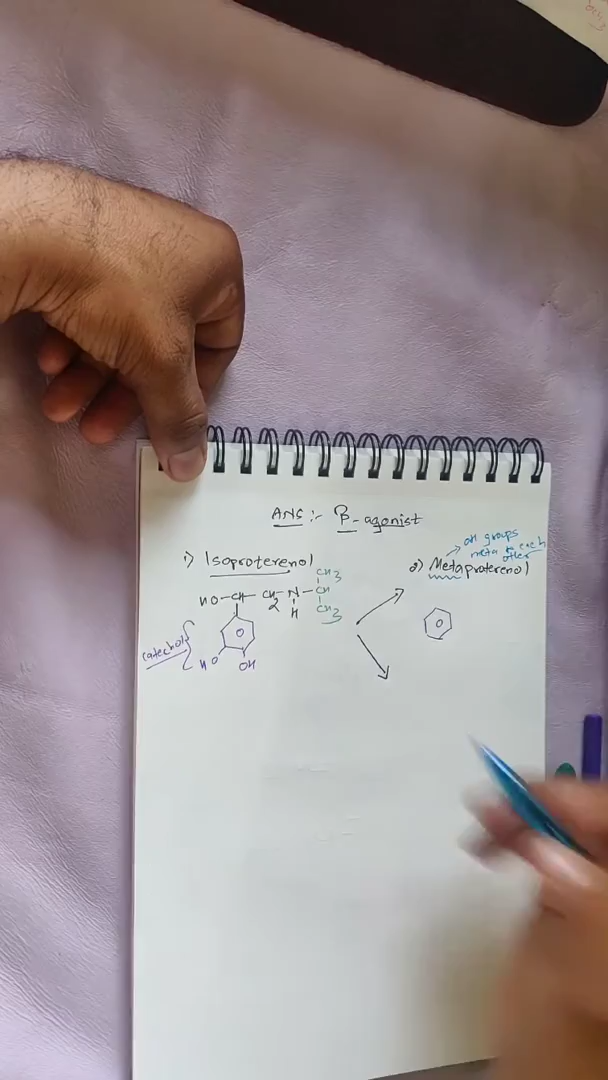 ANS :- β-agonist
1) Isoproterenol
CH3
HO-CH-CH2-N-CH
H
CH3
catechol
HO
OH
all groups
meta to each
other
2) Metaproterenol